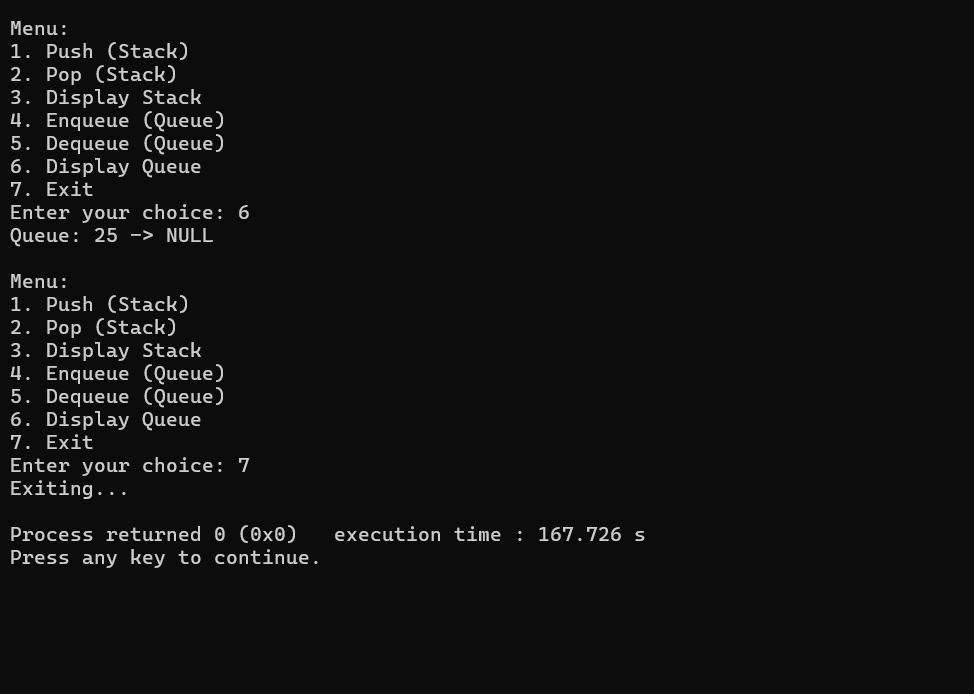 Menu:
1. Push (Stack)
2. Pop (Stack)
3. Display Stack
4. Enqueue (Queue)
5. Dequeue (Queue)
6. Display Queue
7. Exit
Enter your choice: 6
Queue: 25 -> NULL

Menu:
1. Push (Stack)
2. Pop (Stack)
3. Display Stack
4. Enqueue (Queue)
5. Dequeue (Queue)
6. Display Queue
7. Exit
Enter your choice: 7
Exiting...

Process returned 0 (0x0)   execution time : 167.726 s
Press any key to continue.